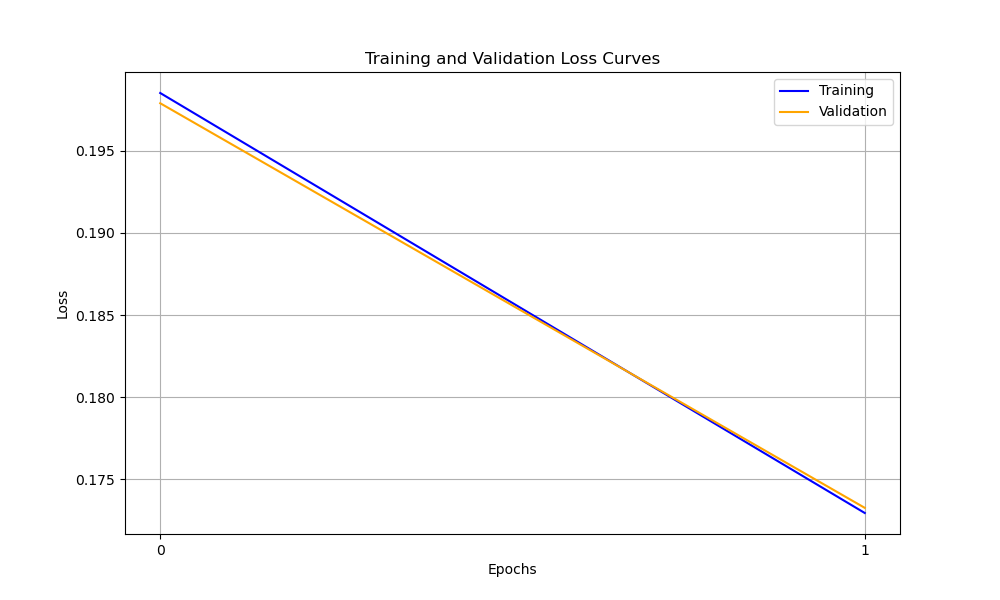 Training and Validation Loss Curves
Training
Validation
0.195
0.190
0.185
0.180
0.175
Loss
0
1
Epochs